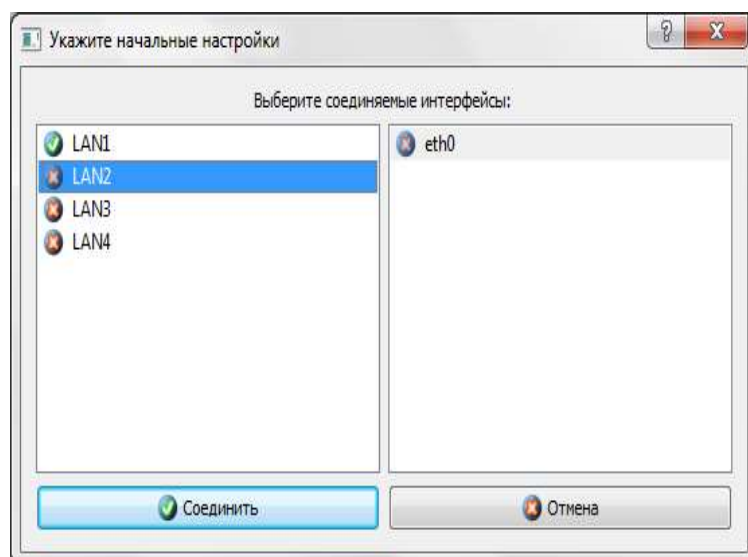 Укажите начальные настройки
Выберите соединяемые интерфейсы:
LAN1
LAN2
LAN3
LAN4
eth0
Соединить
Отмена